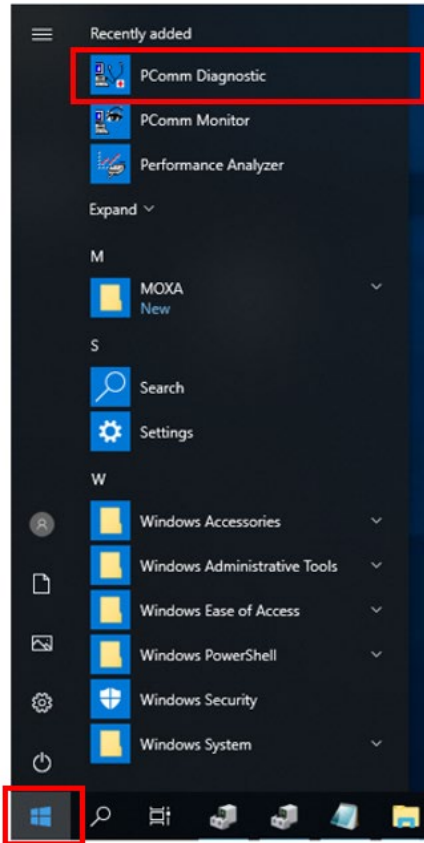 Recently added
PComm Diagnostic
PComm Monitor
Performance Analyzer
Expand
M
MOXA
New
S
Search
Settings
W
Windows Accessories
Windows Administrative Tools
Windows Ease of Access
Windows PowerShell
Windows Security
Windows System